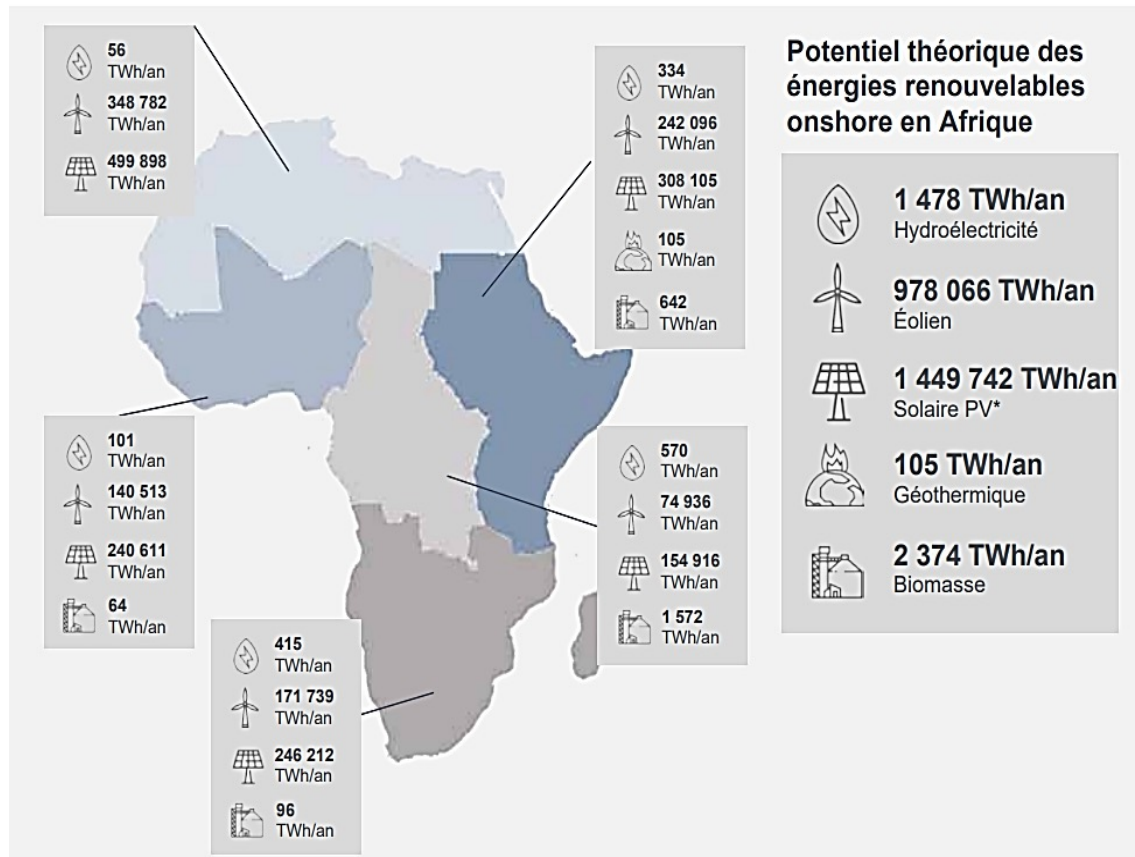 Potentiel théorique des
énergies renouvelables
onshore en Afrique
1 478 TWh/an
Hydroélectricité
978 066 TWh/an
Éolien
1 449 742 TWh/an
Solaire PV*
105 TWh/an
Géothermique
2 374 TWh/an
Biomasse
56
TWh/an
348 782
TWh/an
499 898
TWh/an
334
TWh/an
242 096
TWh/an
308 105
TWh/an
105
TWh/an
642
TWh/an
101
TWh/an
140 513
TWh/an
240 611
TWh/an
64
TWh/an
570
TWh/an
74 936
TWh/an
154 916
TWh/an
1 572
TWh/an
415
TWh/an
171 739
TWh/an
246 212
TWh/an
96
TWh/an